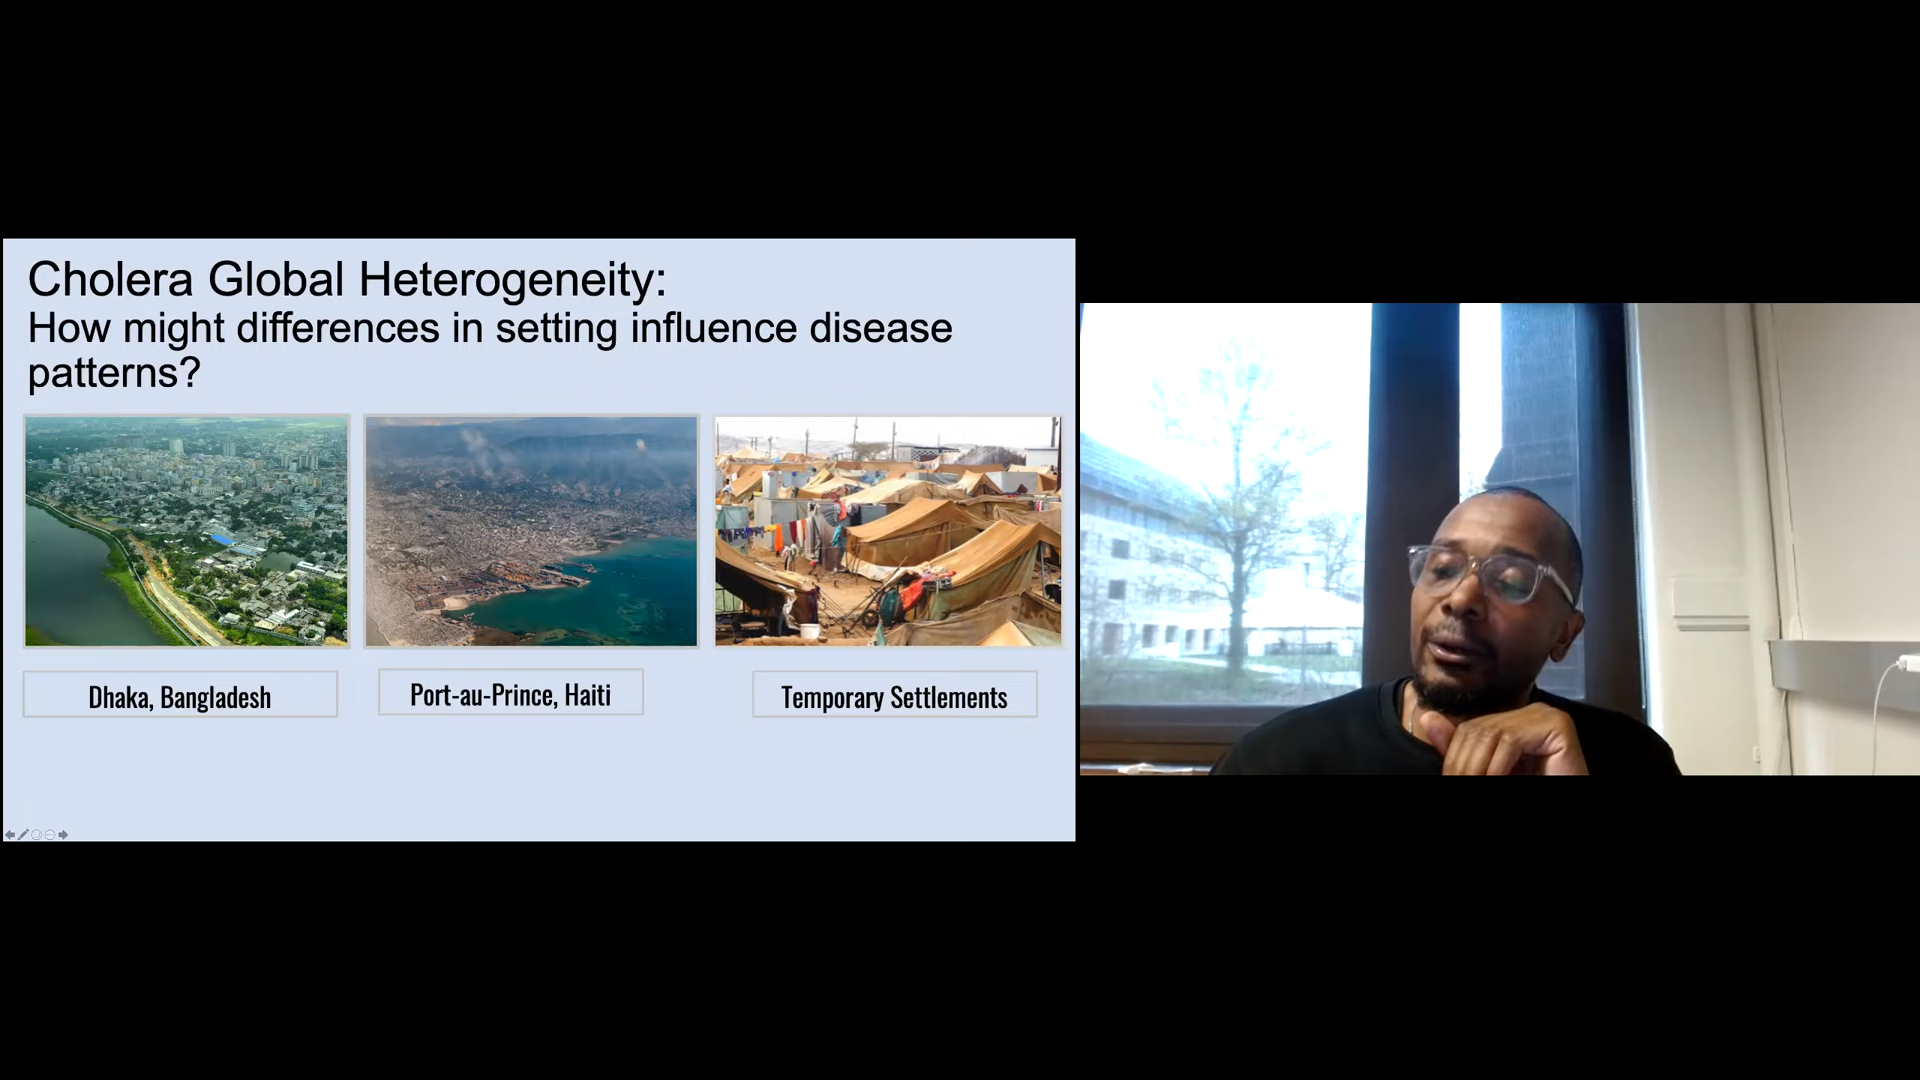 Cholera Global Heterogeneity:
How might differences in setting influence disease
patterns?
Dhaka, Bangladesh
Port-au-Prince, Haiti
Temporary Settlements